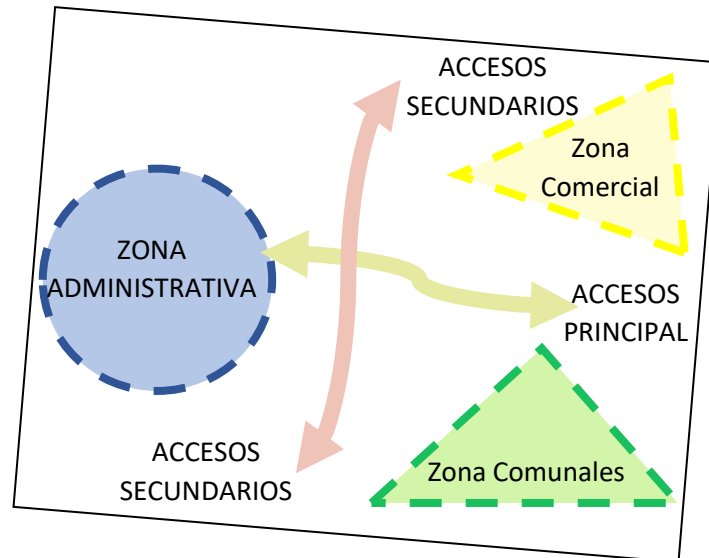 ACCESOS
SECUNDARIOS
Zona
Comercial
ZONA
ADMINISTRATIVA
ACCESOS
PRINCIPAL
ACCESOS
SECUNDARIOS
Zona Comunales